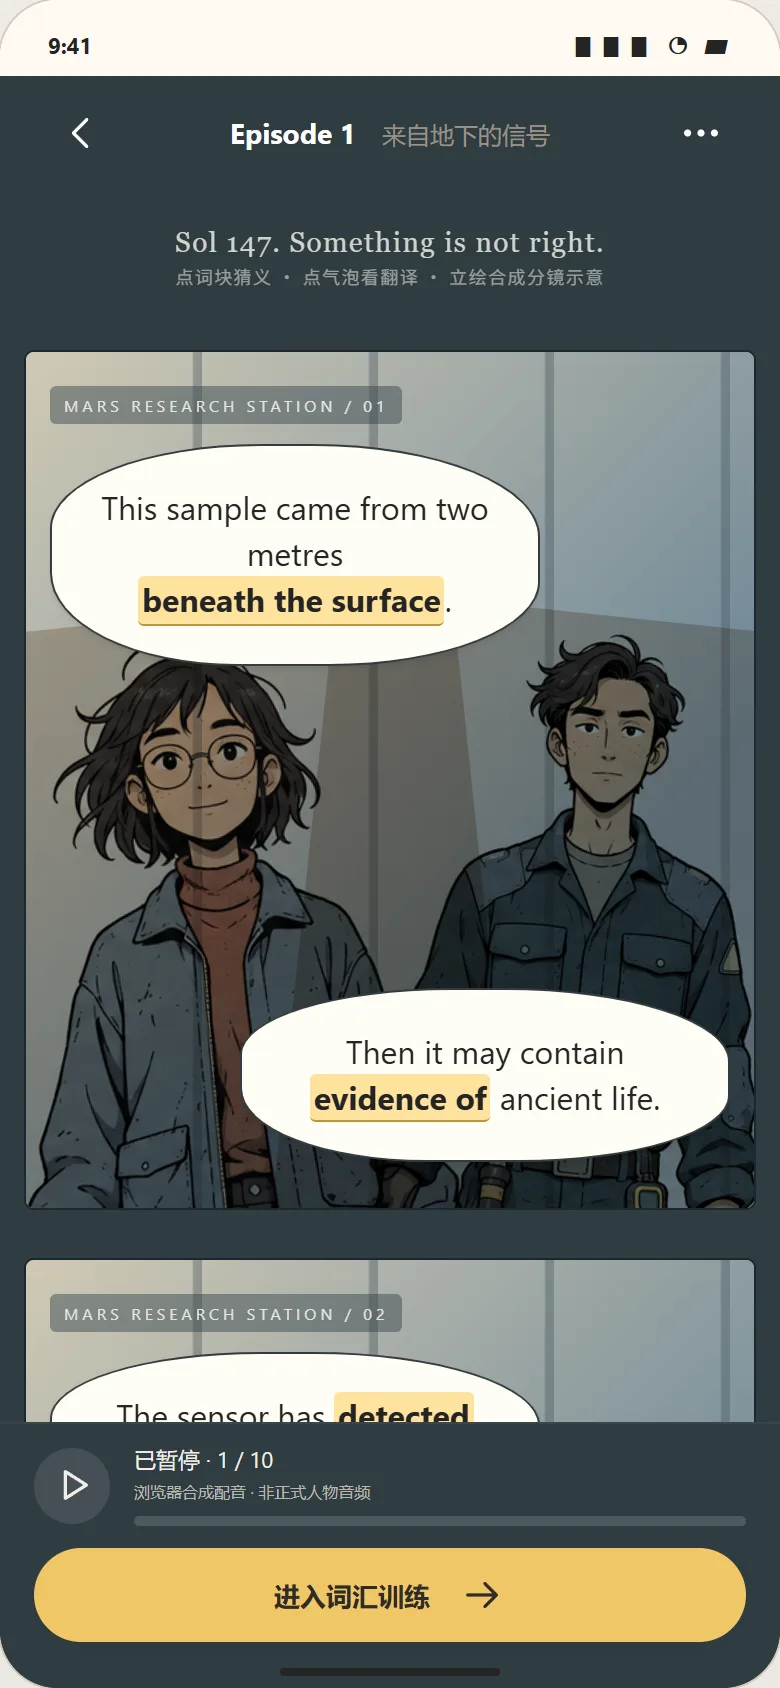 9:41
Episode 1 来自地下的信号
Sol 147. Something is not right.
点词块猜义 · 点气泡看翻译 · 立绘合成分镜示意
MARS RESEARCH STATION / 01
This sample came from two
metres
beneath the surface.
Then it may contain
evidence of ancient life.
MARS RESEARCH STATION / 02
The sensor has detected
已暂停 · 1 / 10
浏览器合成配音 · 非正式人物音频
进入词汇训练 →